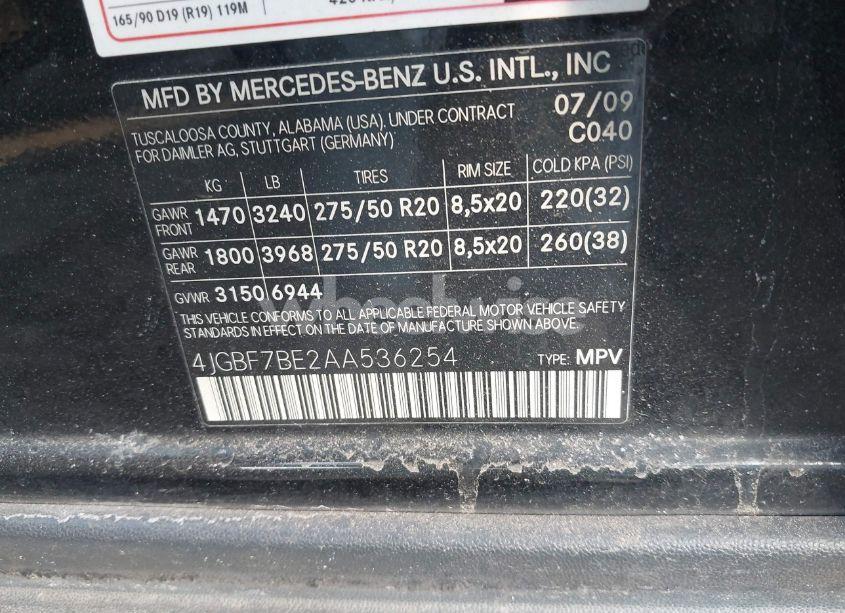 165/90 D19 (R19) 119M
MFD BY MERCEDES-BENZ U.S. INTL., INC
TUSCALOOSA COUNTY, ALABAMA (USA), UNDER CONTRACT 07/09
FOR DAIMLER AG, STUTTGART (GERMANY) C040
KG LB TIRES RIM SIZE COLD KPA (PSI)
GAWR FRONT 1470 3240 275/50 R20 8,5x20 220(32)
GAWR REAR 1800 3968 275/50 R20 8,5x20 260(38)
GVWR 3150 6944
THIS VEHICLE CONFORMS TO ALL APPLICABLE FEDERAL MOTOR VEHICLE SAFETY
STANDARDS IN EFFECT ON THE DATE OF MANUFACTURE SHOWN ABOVE.
4JGBF7BE2AA536254 TYPE: MPV